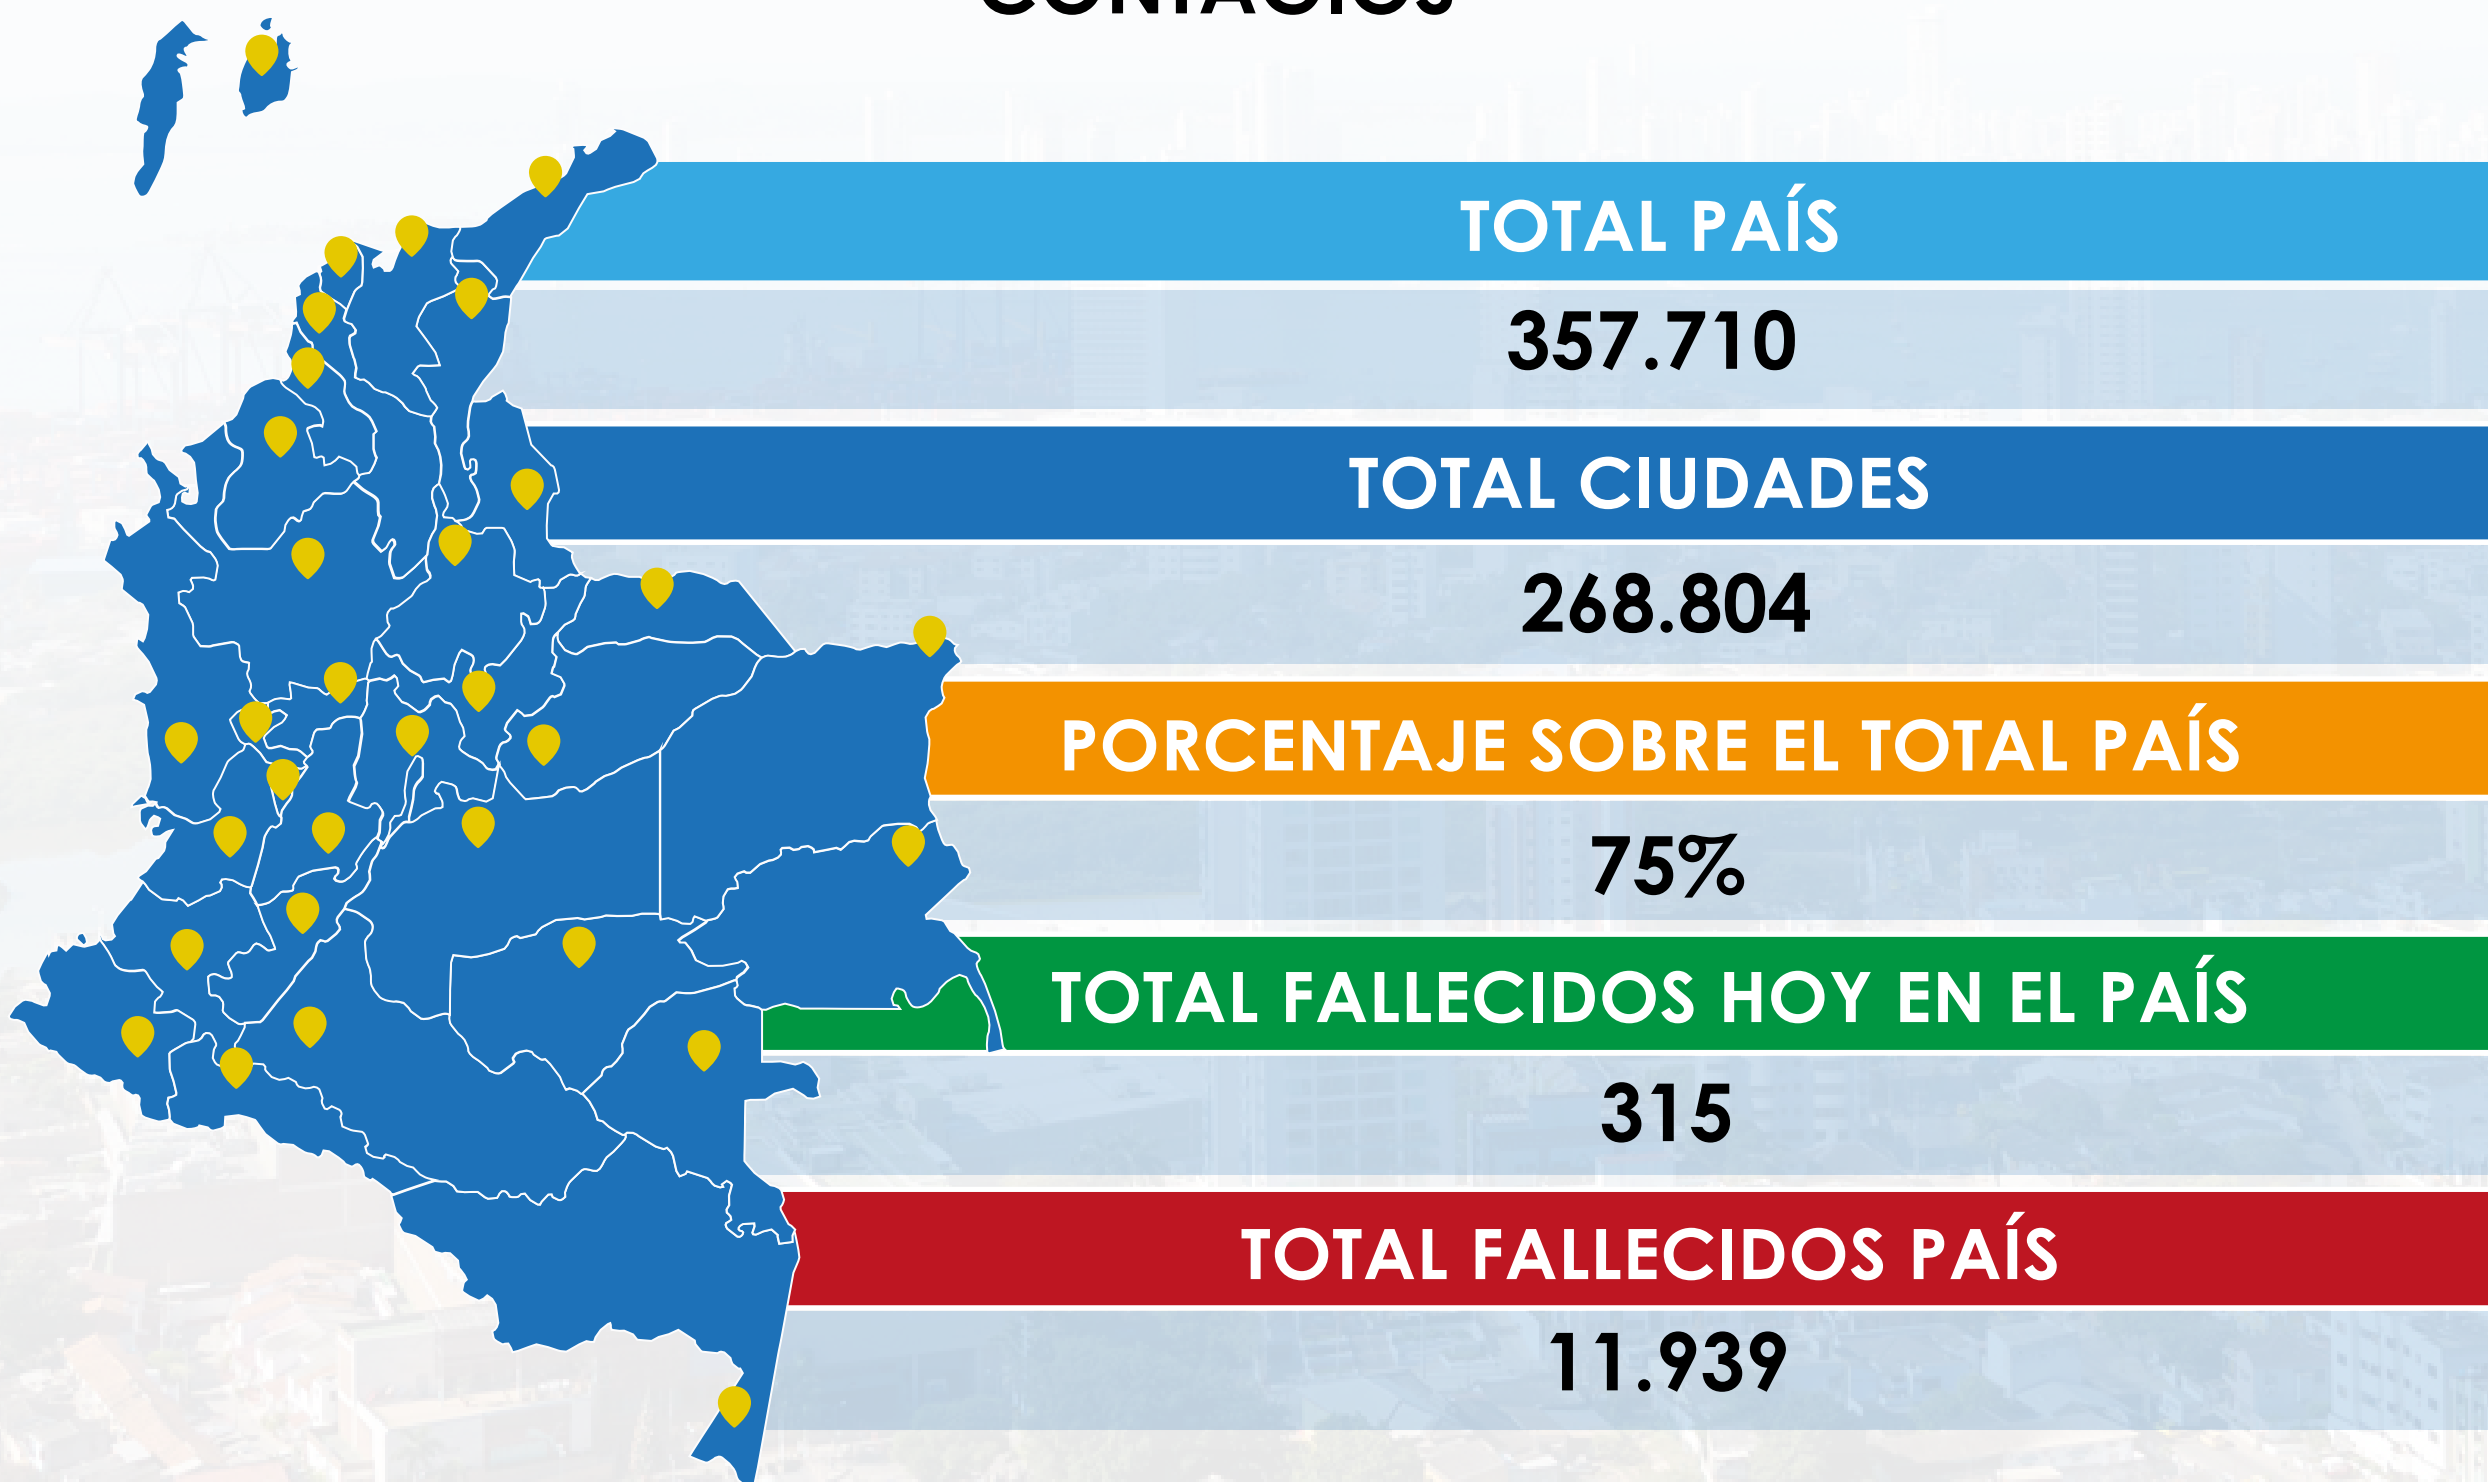 CONTAGIOS
TOTAL PAÍS
357.710
TOTAL CIUDADES
268.804
PORCENTAJE SOBRE EL TOTAL PAÍS
75%
TOTAL FALLECIDOS HOY EN EL PAÍS
315
TOTAL FALLECIDOS PAÍS
11.939